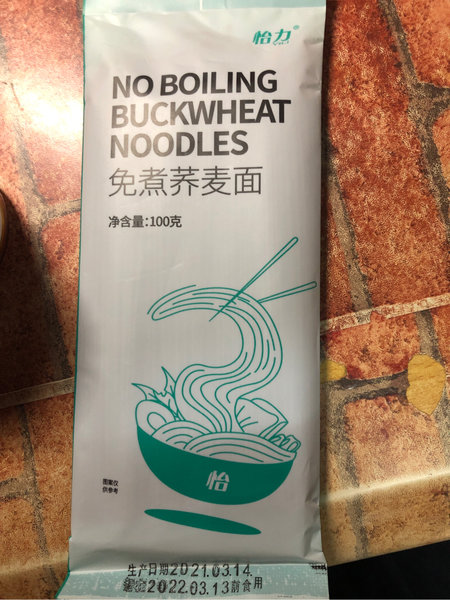 怡力®
NO BOILING
BUCKWHEAT
NOODLES
免煮荞麦面
净含量:100克
怡
图案仅
供参考
生产日期2021.03.14
2022.03.13前食用